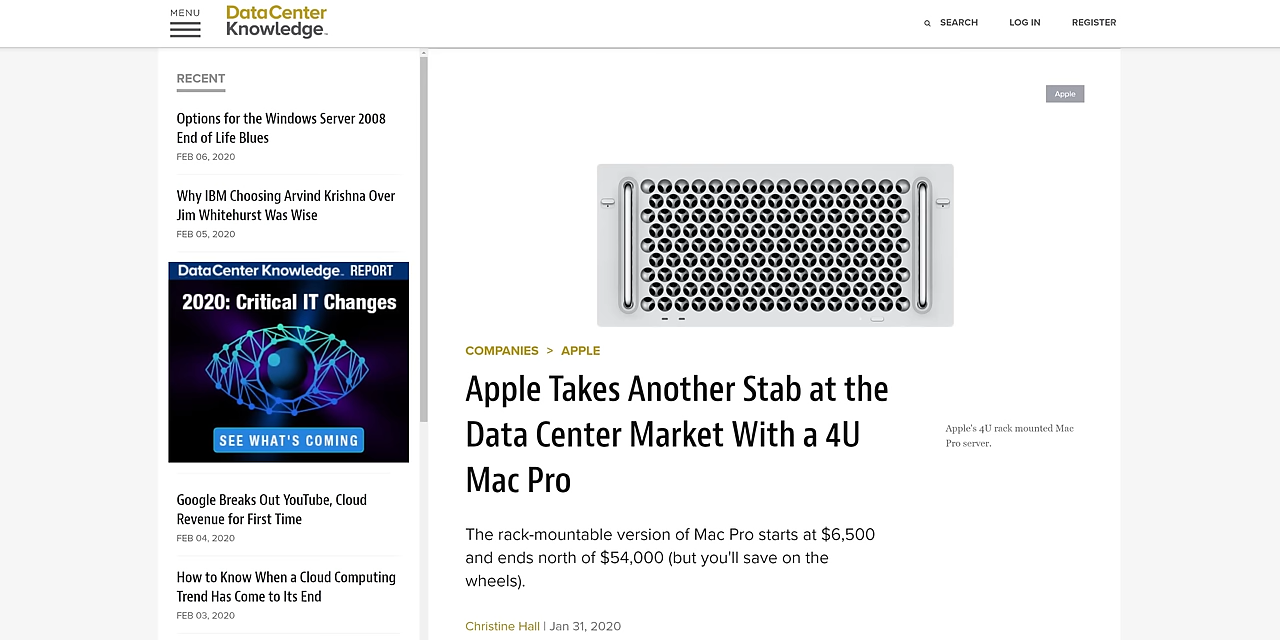 MENU
DataCenter
Knowledge™
SEARCH
LOG IN
REGISTER
RECENT
Options for the Windows Server 2008
End of Life Blues
FEB 06, 2020
Why IBM Choosing Arvind Krishna Over
Jim Whitehurst Was Wise
FEB 05, 2020
DataCenter Knowledge™ REPORT
2020: Critical IT Changes
SEE WHAT'S COMING
Google Breaks Out YouTube, Cloud
Revenue for First Time
FEB 04, 2020
How to Know When a Cloud Computing
Trend Has Come to Its End
FEB 03, 2020
Apple
COMPANIES > APPLE
Apple Takes Another Stab at the
Data Center Market With a 4U
Mac Pro
Apple's 4U rack mounted Mac
Pro server.
The rack-mountable version of Mac Pro starts at $6,500
and ends north of $54,000 (but you'll save on the
wheels).
Christine Hall | Jan 31, 2020